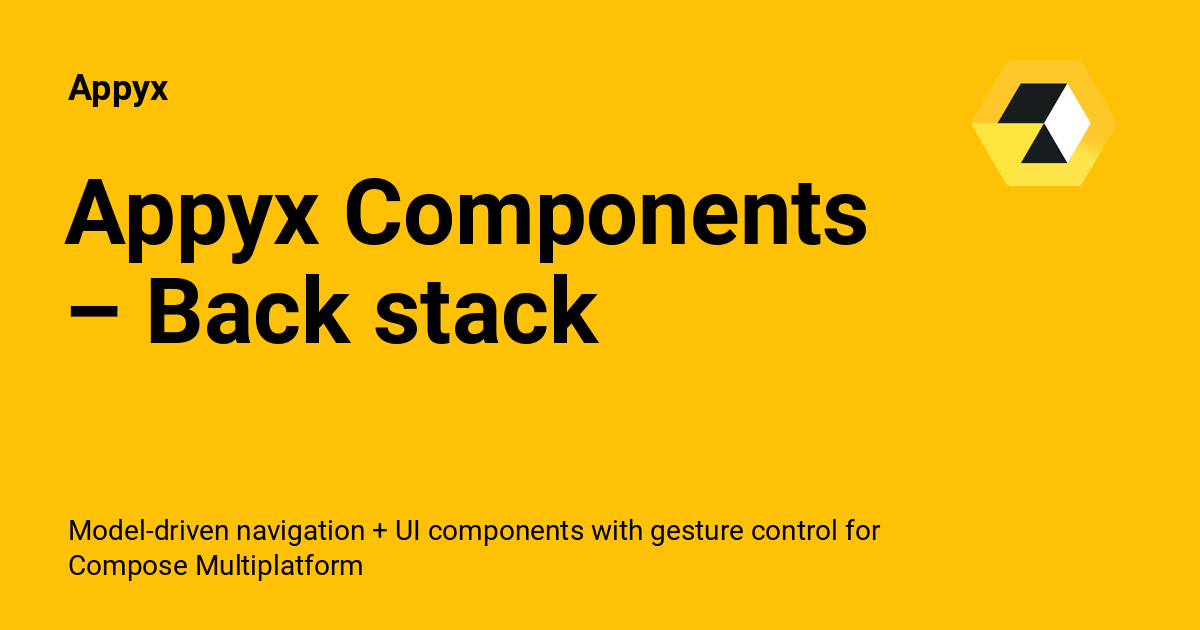 Appyx
Appyx Components
– Back stack
Model-driven navigation + UI components with gesture control for
Compose Multiplatform